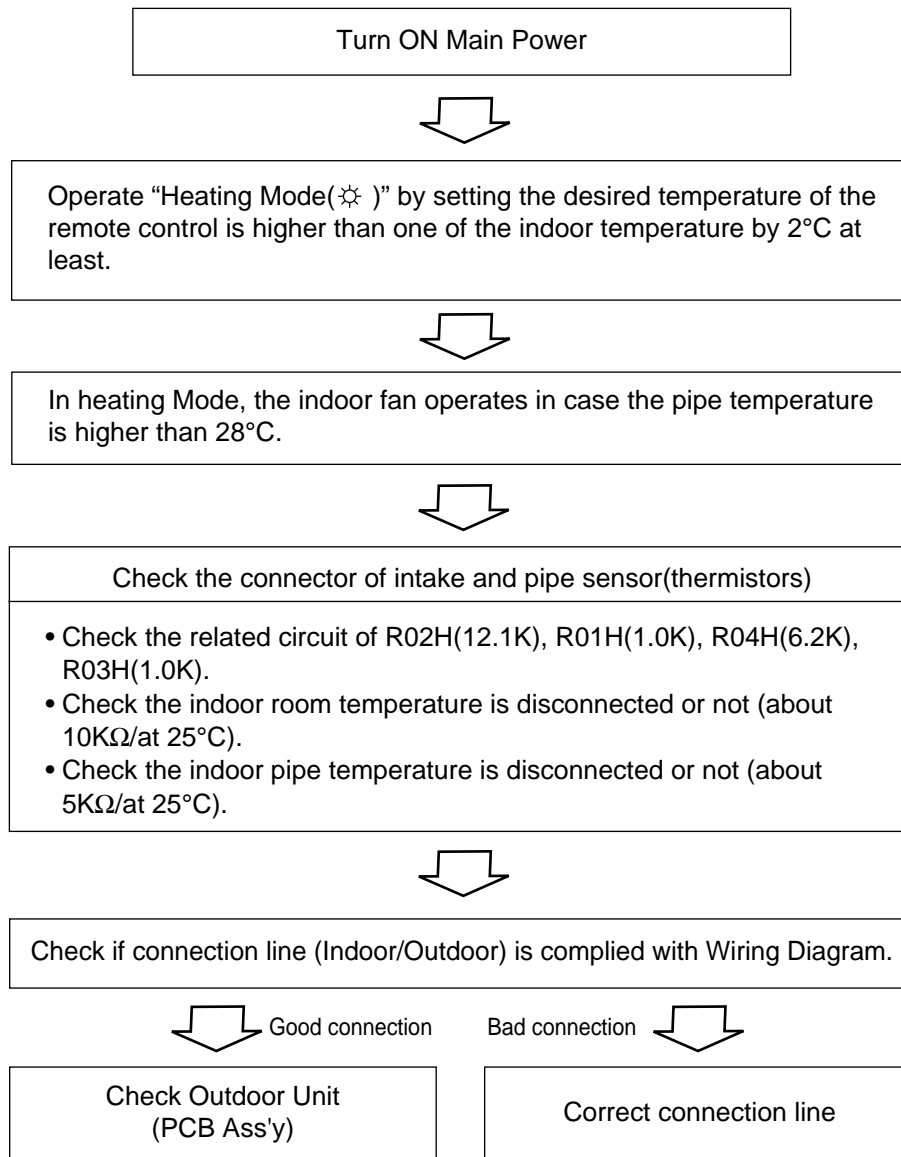 Turn ON Main Power
Operate “Heating Mode(☼ )” by setting the desired temperature of the
remote control is higher than one of the indoor temperature by 2°C at
least.
In heating Mode, the indoor fan operates in case the pipe temperature
is higher than 28°C.
Check the connector of intake and pipe sensor(thermistors)
• Check the related circuit of R02H(12.1K), R01H(1.0K), R04H(6.2K),
R03H(1.0K).
• Check the indoor room temperature is disconnected or not (about
10KΩ/at 25°C).
• Check the indoor pipe temperature is disconnected or not (about
5KΩ/at 25°C).
Check if connection line (Indoor/Outdoor) is complied with Wiring Diagram.
Good connection
Bad connection
Check Outdoor Unit
(PCB Ass'y)
Correct connection line